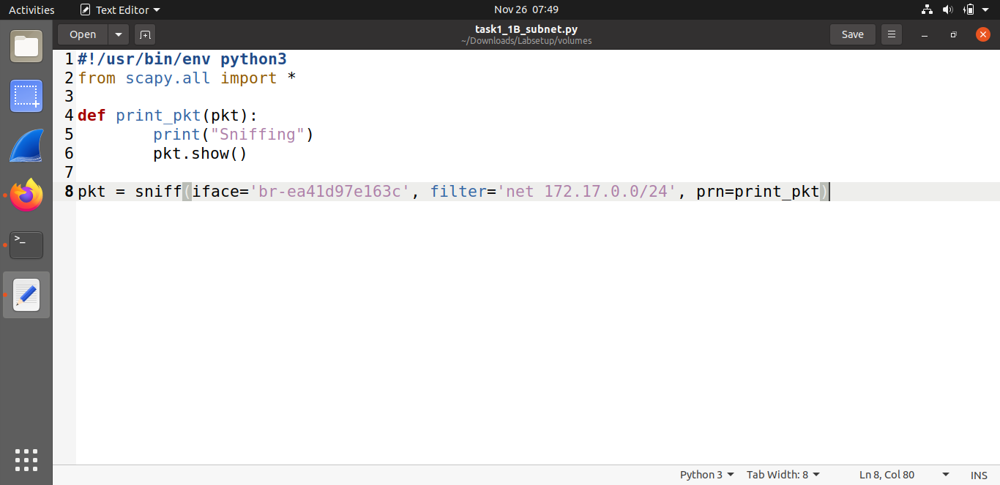 Activities Text Editor Nov 26 07:49
Open task1_1B_subnet.py Save
~/Downloads/Labsetup/volumes
1 #!/usr/bin/env python3
2 from scapy.all import *
3
4 def print_pkt(pkt):
5         print("Sniffing")
6         pkt.show()
7
8 pkt = sniff(iface='br-ea41d97e163c', filter='net 172.17.0.0/24', prn=print_pkt)
>_
Python 3 Tab Width: 8 Ln 8, Col 80 INS